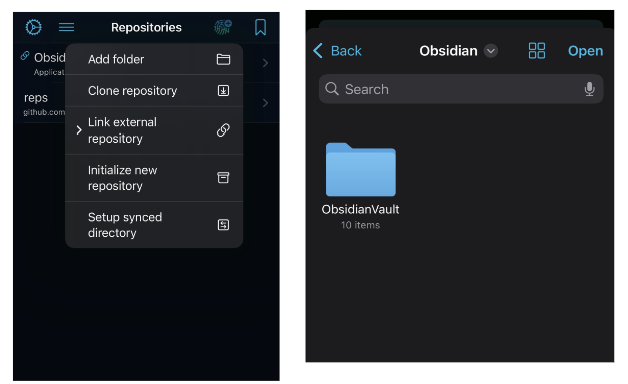 Repositories
Obsid
Applicat
reps
github.com
Add folder
Clone repository
Link external
repository
Initialize new
repository
Setup synced
directory
Back
Obsidian
Open
Search
ObsidianVault
10 items